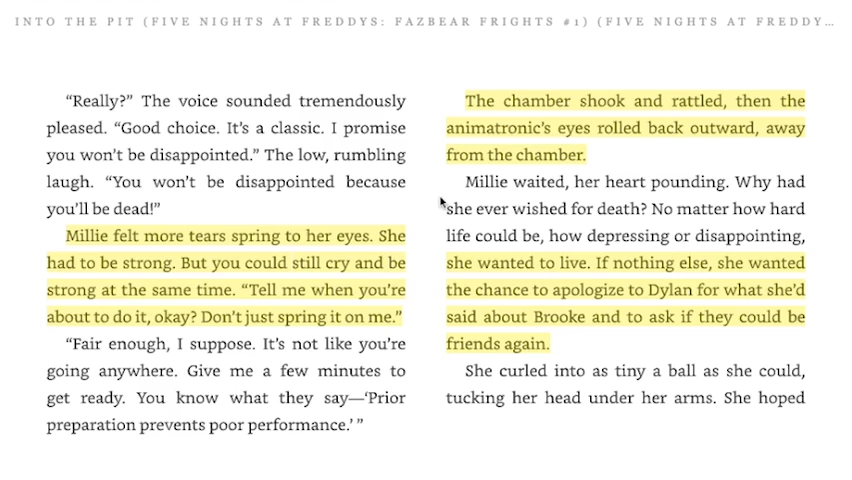 INTO THE PIT (FIVE NIGHTS AT FREDDYS: FAZBEAR FRIGHTS #1) (FIVE NIGHTS AT FREDDY…
“Really?” The voice sounded tremendously
pleased. “Good choice. It’s a classic. I promise
you won’t be disappointed.” The low, rumbling
laugh. “You won’t be disappointed because
you’ll be dead!”
Millie felt more tears spring to her eyes. She
had to be strong. But you could still cry and be
strong at the same time. “Tell me when you’re
about to do it, okay? Don’t just spring it on me.”
“Fair enough, I suppose. It’s not like you’re
going anywhere. Give me a few minutes to
get ready. You know what they say—‘Prior
preparation prevents poor performance.’ ”
The chamber shook and rattled, then the
animatronic’s eyes rolled back outward, away
from the chamber.
Millie waited, her heart pounding. Why had
she ever wished for death? No matter how hard
life could be, how depressing or disappointing,
she wanted to live. If nothing else, she wanted
the chance to apologize to Dylan for what she’d
said about Brooke and to ask if they could be
friends again.
She curled into as tiny a ball as she could,
tucking her head under her arms. She hoped